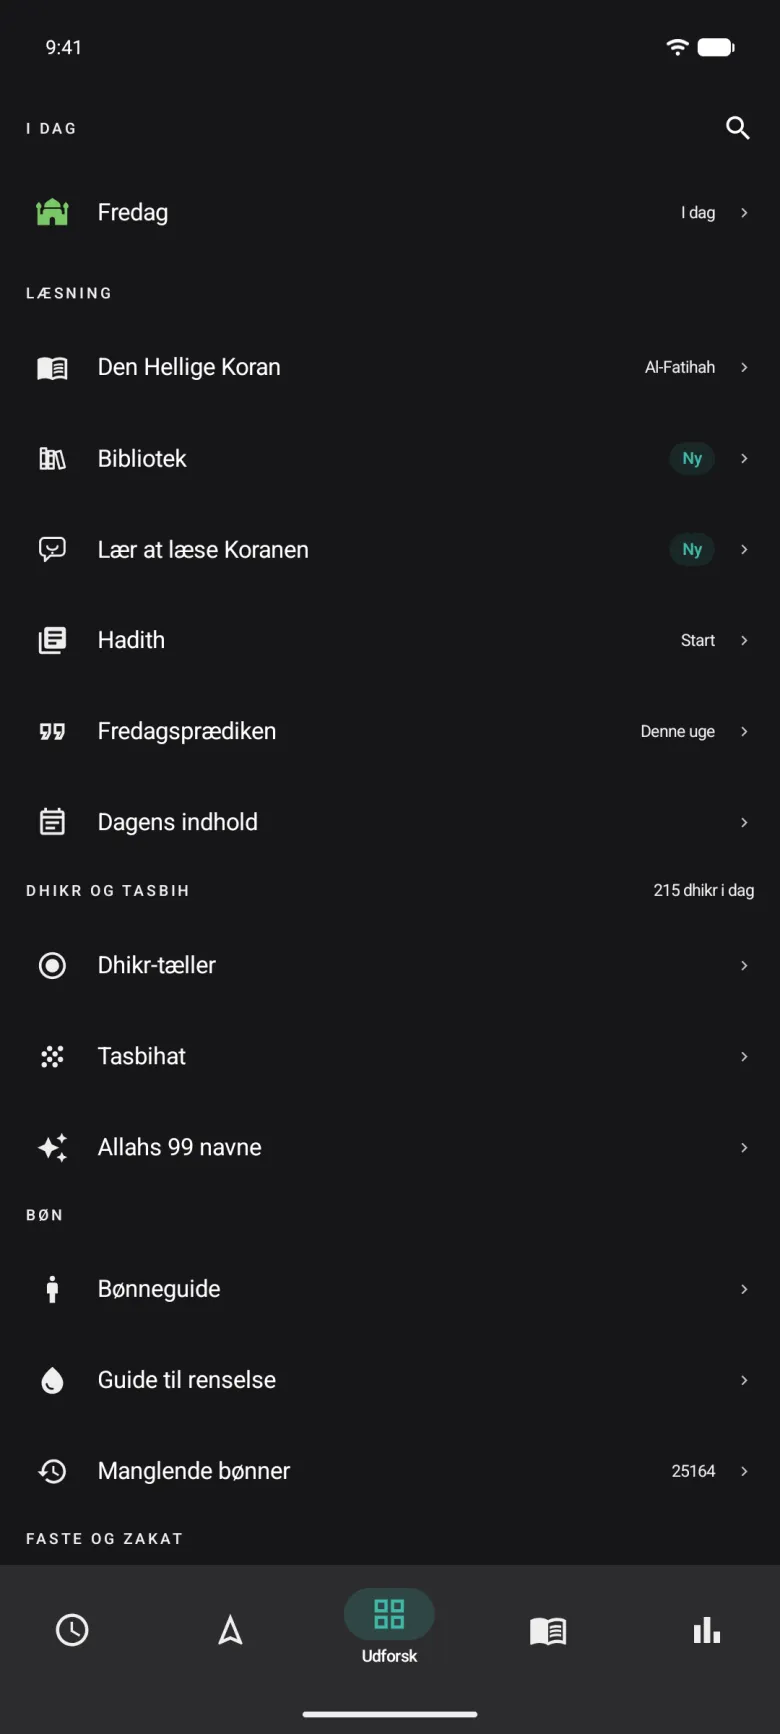 9:41
I DAG
Fredag
I dag
LÆSNING
Den Hellige Koran
Al-Fatihah
Bibliotek
Ny
Lær at læse Koranen
Ny
Hadith
Start
Fredagsprædiken
Denne uge
Dagens indhold
DHIKR OG TASBIH
215 dhikr i dag
Dhikr-tæller
Tasbihat
Allahs 99 navne
BØN
Bønneguide
Guide til renselse
Manglende bønner
25164
FASTE OG ZAKAT
Udforsk